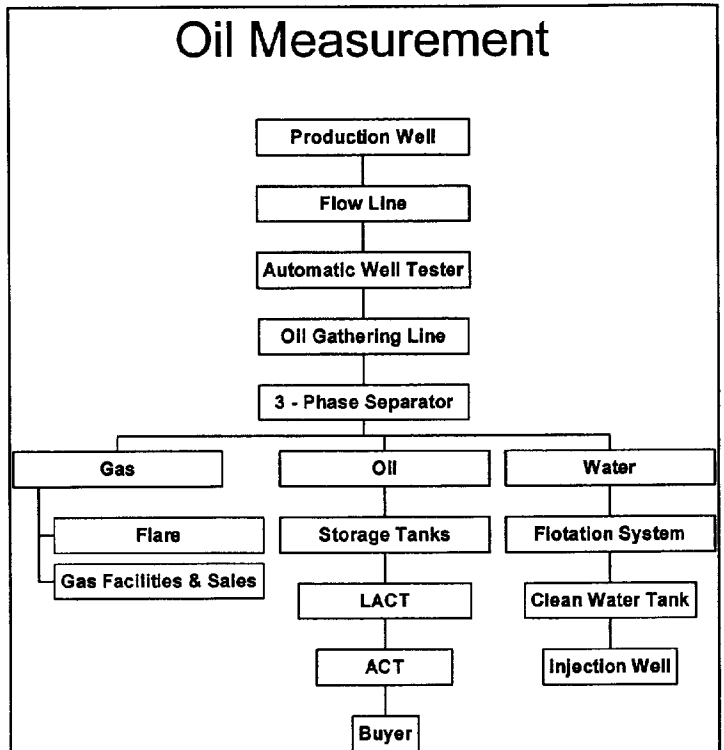 Oil Measurement
Production Well
Flow Line
Automatic Well Tester
Oil Gathering Line
3 - Phase Separator
Gas
Oil
Water
Flare
Storage Tanks
Flotation System
Gas Facilities & Sales
LACT
Clean Water Tank
ACT
Injection Well
Buyer